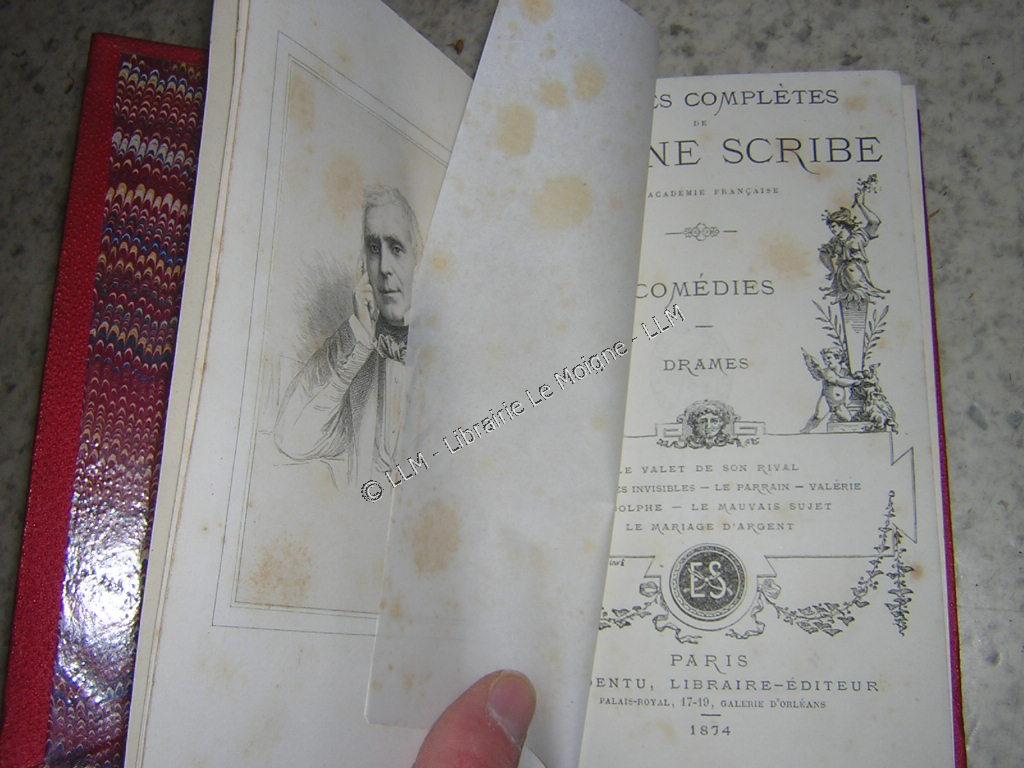 ES COMPLÈTES
DE
NE SCRIBE
ACADÉMIE FRANÇAISE
COMÉDIES
DRAMES
LE VALET DE SON RIVAL
ES INVISIBLES — LE PARRAIN — VALÉRIE
OLPHE — LE MAUVAIS SUJET
LE MARIAGE D'ARGENT
E.S.
PARIS
DENTU, LIBRAIRE-ÉDITEUR
PALAIS-ROYAL, 17-19, GALERIE D'ORLÉANS
1874
© LLM - Librairie Le Moigne - LLM